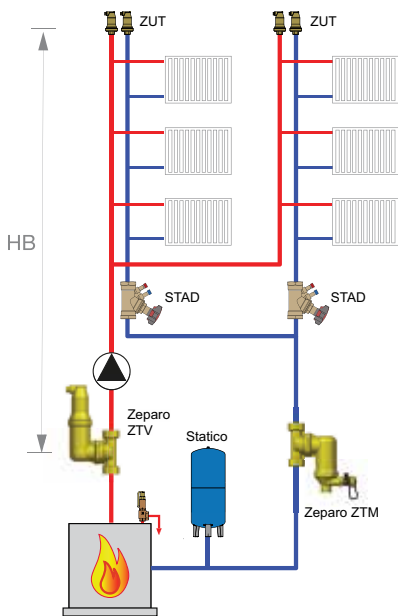 ZUT
ZUT
HB
STAD
STAD
Zeparo
ZTV
Statico
Zeparo ZTM